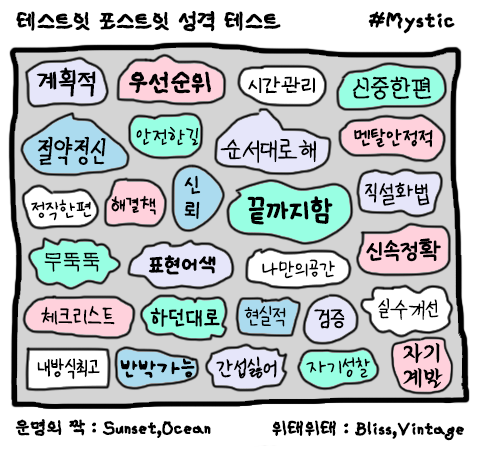 테스트잇 포스트잇 성격 테스트 #Mystic
계획적 우선순위 시간관리 신중한편
절약정신 안전한길 순서대로 해 멘탈안정적
정직한편 해결책 신뢰 끝까지함 직설화법
무뚝뚝 표현어색 나만의공간 신속정확
체크리스트 하던대로 현실적 검증 실수개선
내방식최고 반박가능 간섭싫어 자기성찰 자기계발
운명의 짝 : Sunset,Ocean 위태위태 : Bliss,Vintage